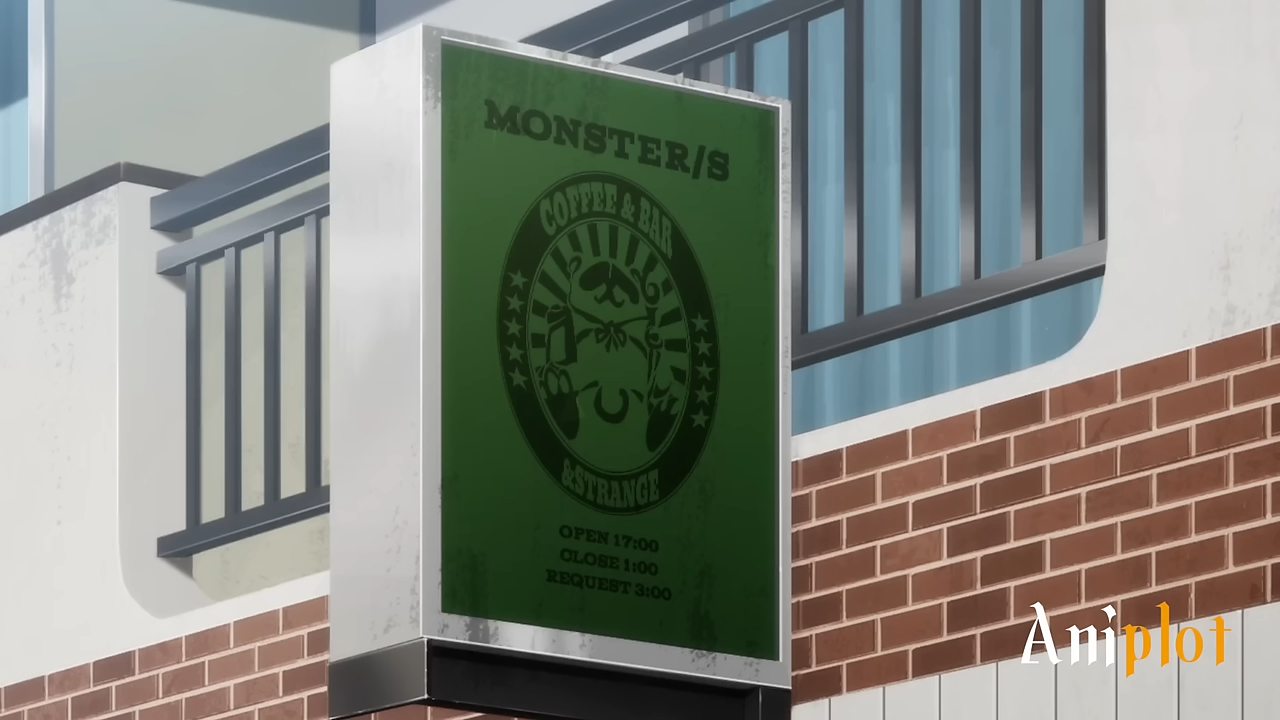 MONSTER/S
COFFEE & BAR
&STRANGE
OPEN 17:00
CLOSE 1:00
REQUEST 3:00
Aniplot